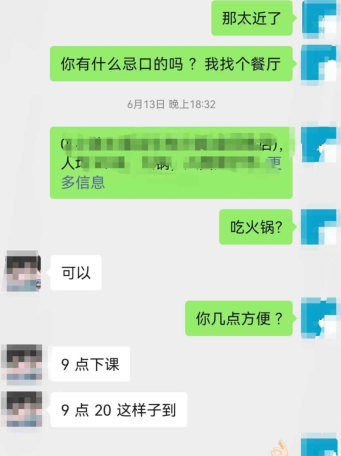 那太近了
你有什么忌口的吗？我找个餐厅
6月13日 晚上18:32
店)，
人均
锅，
更
多信息
吃火锅?
可以
你几点方便？
9 点下课
9 点 20 这样子到